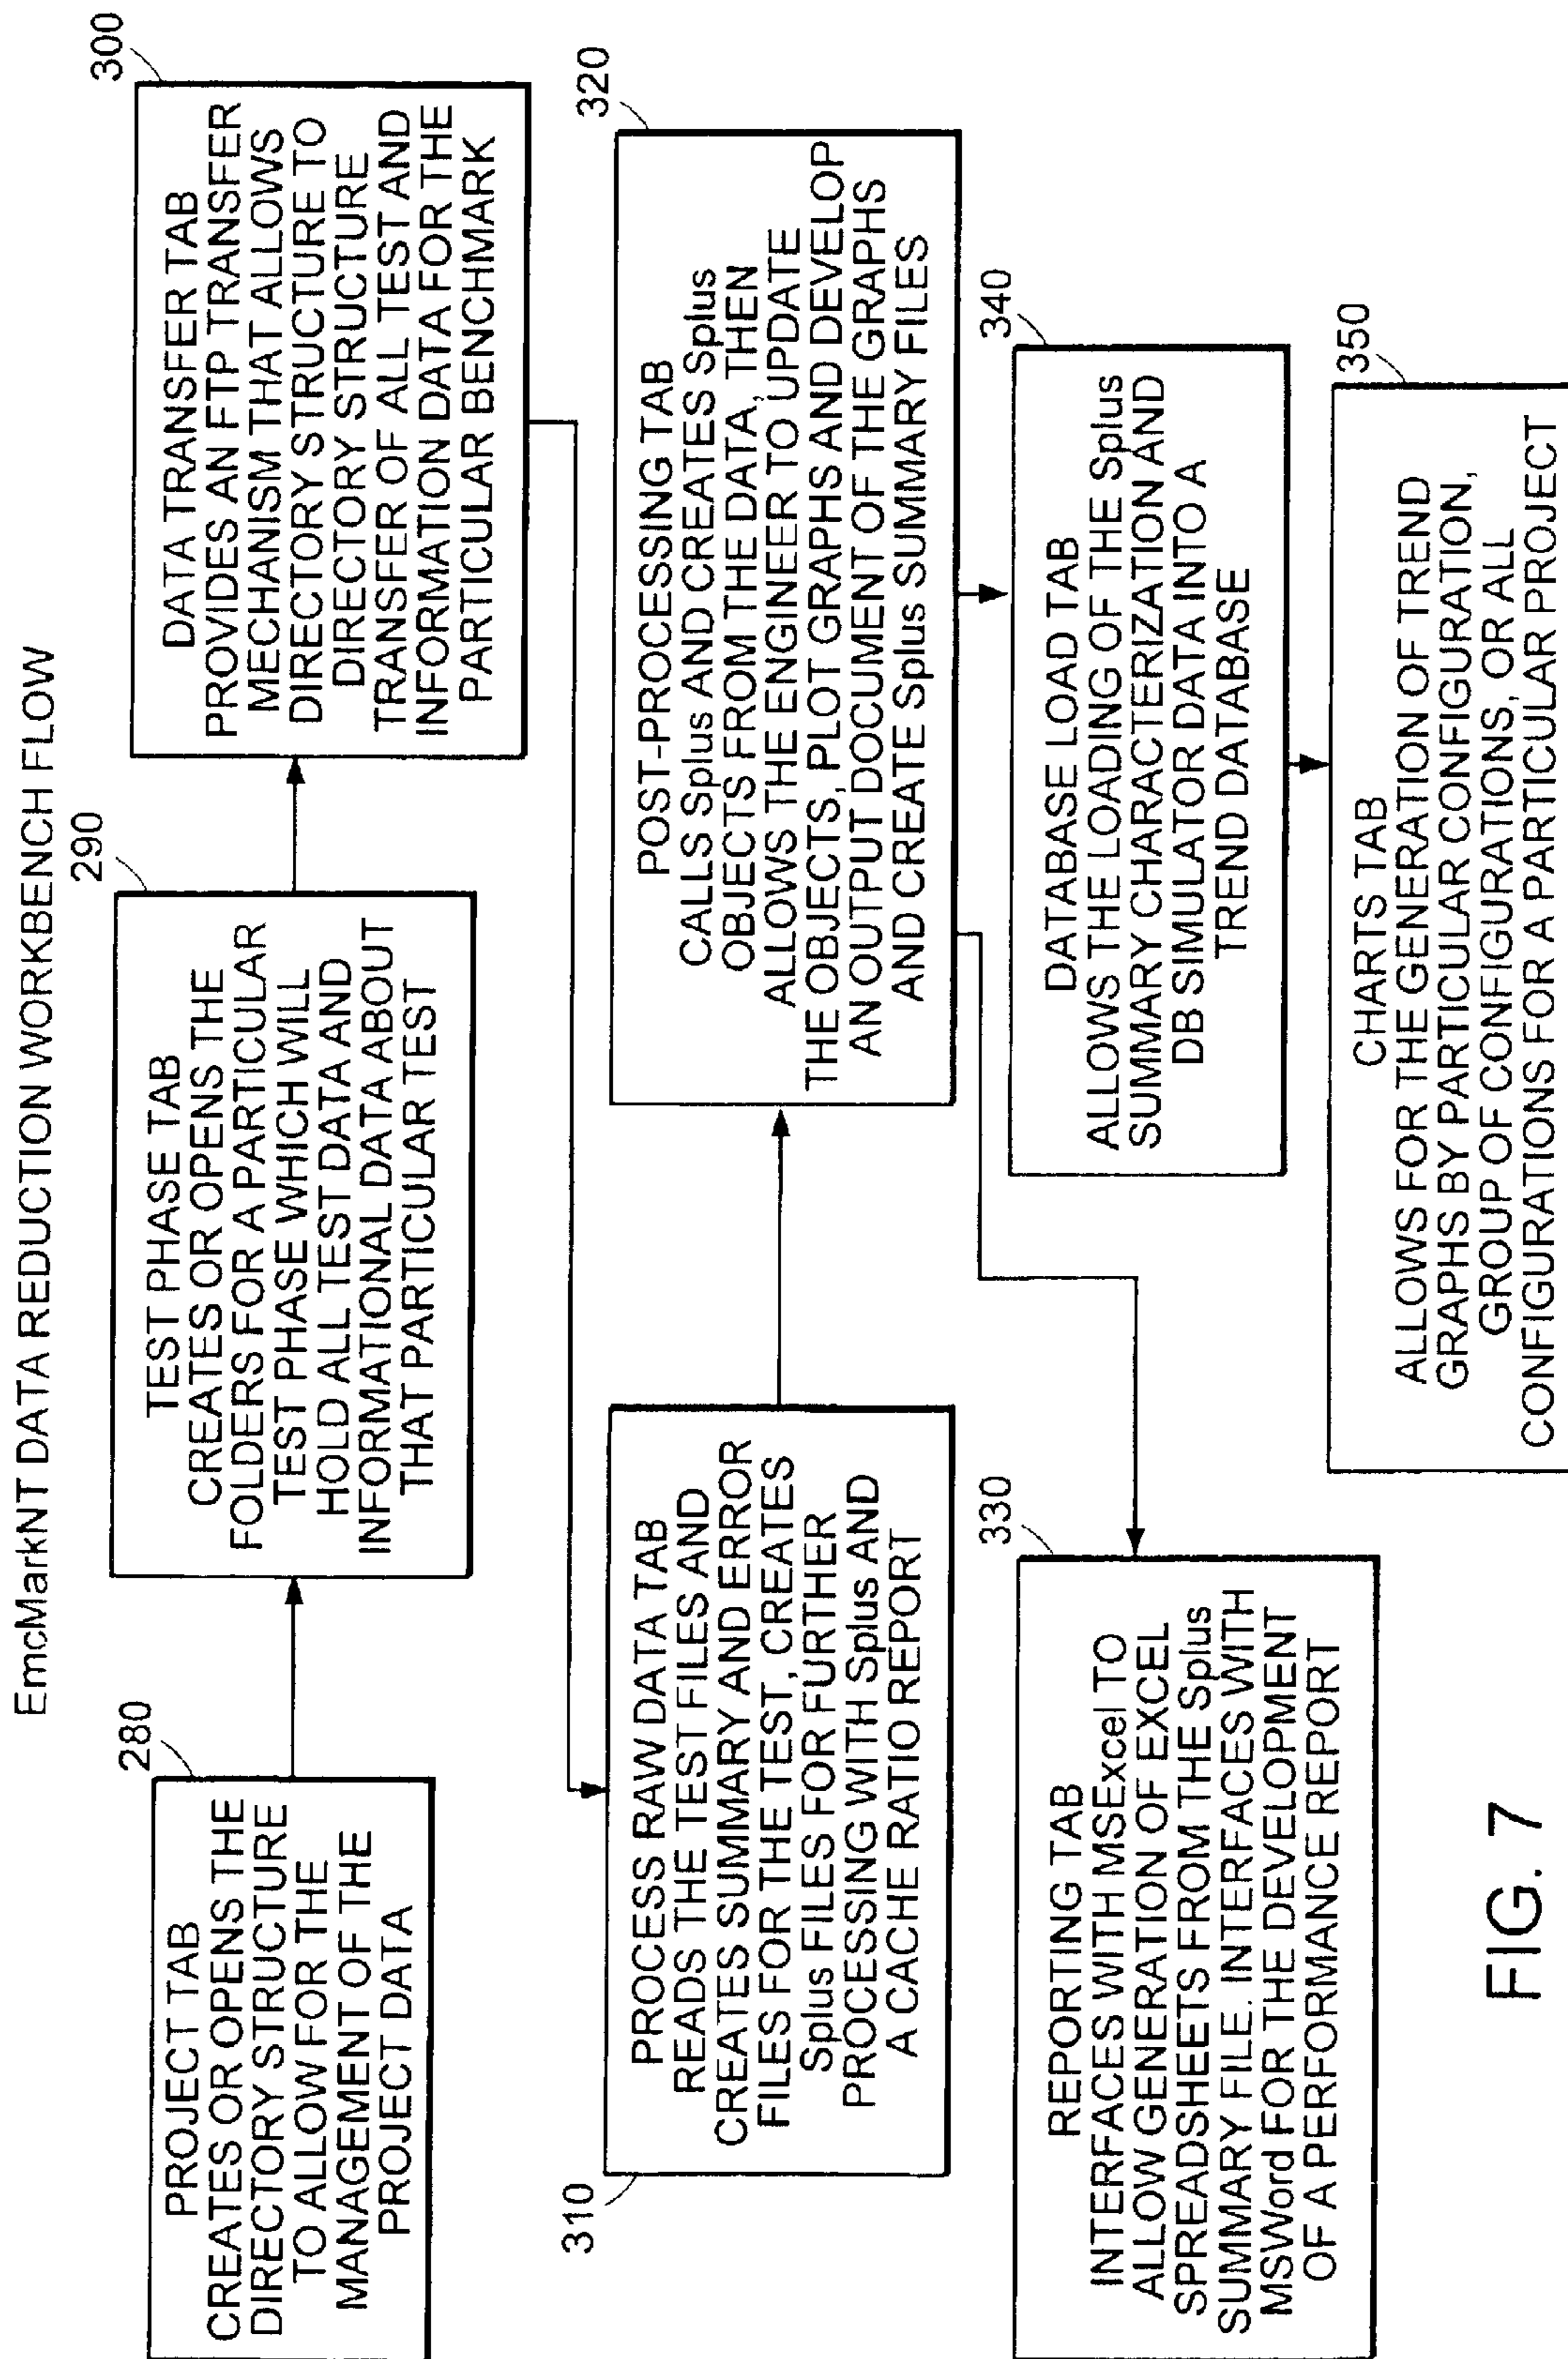 EmcMarkNT DATA REDUCTION WORKBENCH FLOW
280
PROJECT TAB
CREATES OR OPENS THE
DIRECTORY STRUCTURE
TO ALLOW FOR THE
MANAGEMENT OF THE
PROJECT DATA
290
TEST PHASE TAB
CREATES OR OPENS THE
FOLDERS FOR A PARTICULAR
TEST PHASE WHICH WILL
HOLD ALL TEST DATA AND
INFORMATIONAL DATA ABOUT
THAT PARTICULAR TEST
300
DATA TRANSFER TAB
PROVIDES AN FTP TRANSFER
MECHANISM THAT ALLOWS
DIRECTORY STRUCTURE TO
DIRECTORY STRUCTURE
TRANSFER OF ALL TEST AND
INFORMATION DATA FOR THE
PARTICULAR BENCHMARK
310
PROCESS RAW DATA TAB
READS THE TEST FILES AND
CREATES SUMMARY AND ERROR
FILES FOR THE TEST, CREATES
Splus FILES FOR FURTHER
PROCESSING WITH Splus AND
A CACHE RATIO REPORT
320
POST-PROCESSING TAB
CALLS Splus AND CREATES Splus
OBJECTS FROM THE DATA, THEN
ALLOWS THE ENGINEER TO UPDATE
THE OBJECTS, PLOT GRAPHS AND DEVELOP
AN OUTPUT DOCUMENT OF THE GRAPHS
AND CREATE Splus SUMMARY FILES
330
REPORTING TAB
INTERFACES WITH MSExcel TO
ALLOW GENERATION OF EXCEL
SPREADSHEETS FROM THE Splus
SUMMARY FILE. INTERFACES WITH
MSWord FOR THE DEVELOPMENT
OF A PERFORMANCE REPORT
340
DATABASE LOAD TAB
ALLOWS THE LOADING OF THE Splus
SUMMARY CHARACTERIZATION AND
DB SIMULATOR DATA INTO A
TREND DATABASE
350
CHARTS TAB
ALLOWS FOR THE GENERATION OF TREND
GRAPHS BY PARTICULAR CONFIGURATION,
GROUP OF CONFIGURATIONS, OR ALL
CONFIGURATIONS FOR A PARTICULAR PROJECT
FIG. 7